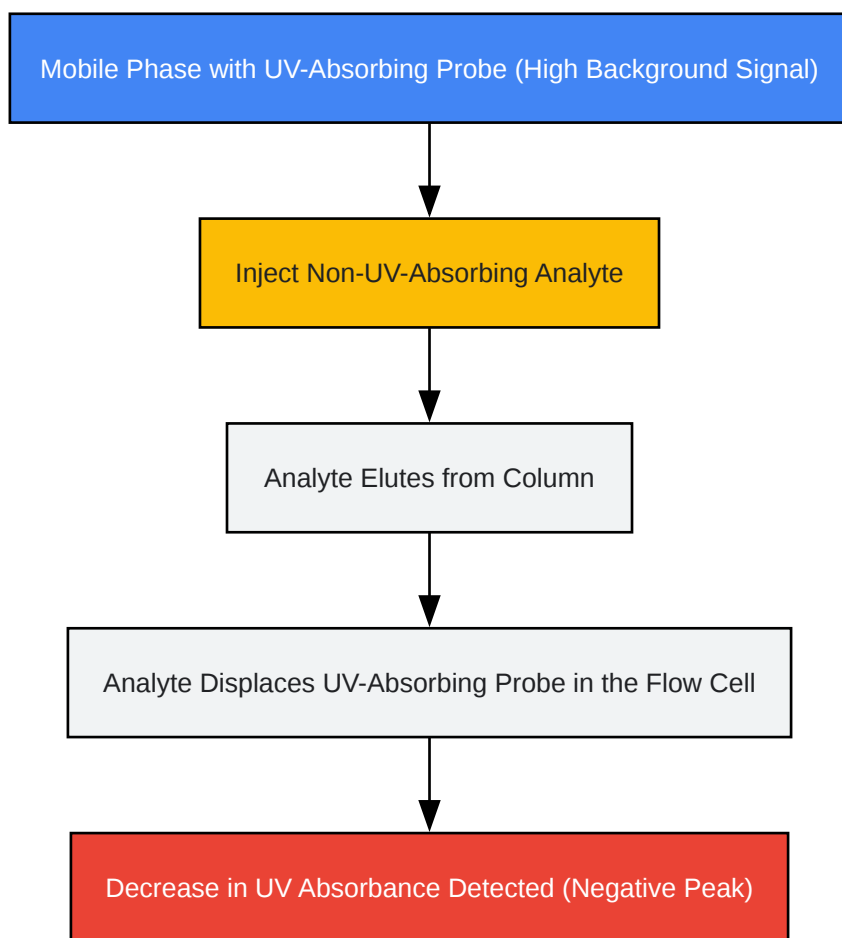 Mobile Phase with UV-Absorbing Probe (High Background Signal)
Inject Non-UV-Absorbing Analyte
Analyte Elutes from Column
Analyte Displaces UV-Absorbing Probe in the Flow Cell
Decrease in UV Absorbance Detected (Negative Peak)